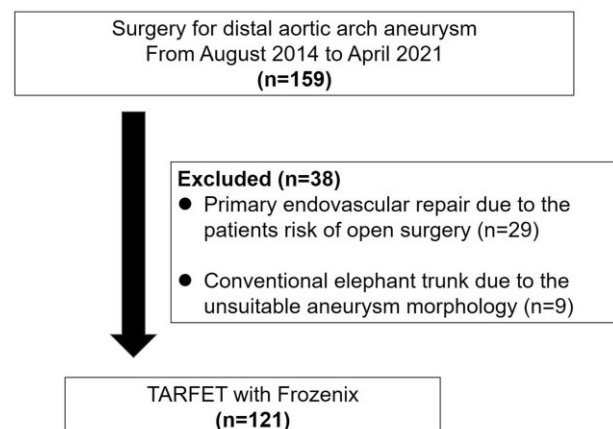 Surgery for distal aortic arch aneurysm
From August 2014 to April 2021
(n=159)
Excluded (n=38)
● Primary endovascular repair due to the
patients risk of open surgery (n=29)
● Conventional elephant trunk due to the
unsuitable aneurysm morphology (n=9)
TARFET with Frozenix
(n=121)